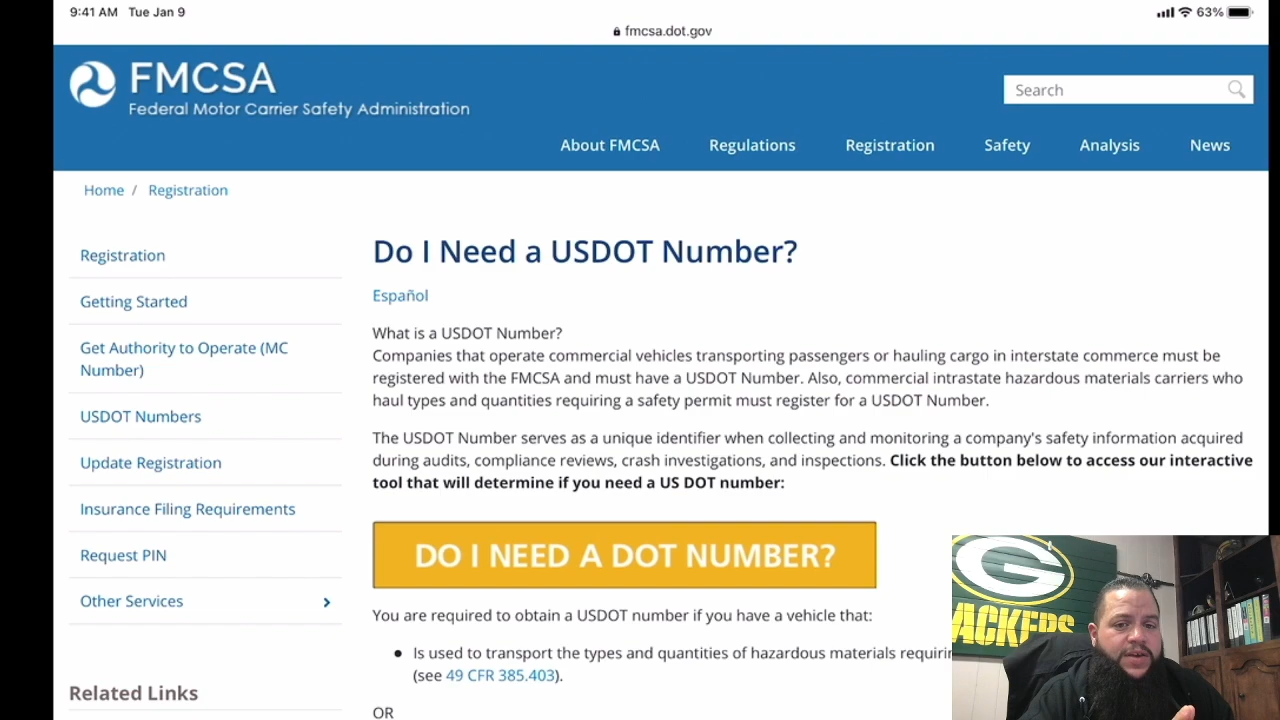 9:41 AM Tue Jan 9
63%
fmcsa.dot.gov
FMCSA
Federal Motor Carrier Safety Administration
Search
About FMCSA Regulations Registration Safety Analysis News
Home / Registration
Registration
Getting Started
Get Authority to Operate (MC
Number)
USDOT Numbers
Update Registration
Insurance Filing Requirements
Request PIN
Other Services
Related Links
Do I Need a USDOT Number?
Español
What is a USDOT Number?
Companies that operate commercial vehicles transporting passengers or hauling cargo in interstate commerce must be
registered with the FMCSA and must have a USDOT Number. Also, commercial intrastate hazardous materials carriers who
haul types and quantities requiring a safety permit must register for a USDOT Number.
The USDOT Number serves as a unique identifier when collecting and monitoring a company's safety information acquired
during audits, compliance reviews, crash investigations, and inspections. Click the button below to access our interactive
tool that will determine if you need a US DOT number:
DO I NEED A DOT NUMBER?
You are required to obtain a USDOT number if you have a vehicle that:
Is used to transport the types and quantities of hazardous materials
(see 49 CFR 385.403).
OR
G